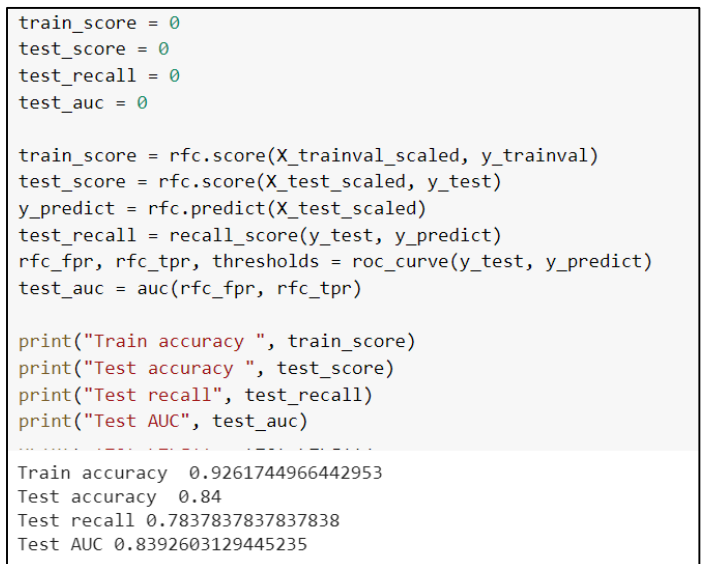 train_score = 0
test_score = 0
test_recall = 0
test_auc = 0
train_score = rfc.score(X_trainval_scaled, y_trainval)
test_score = rfc.score(X_test_scaled, y_test)
y_predict = rfc.predict(X_test_scaled)
test_recall = recall_score(y_test, y_predict)
rfc_fpr, rfc_tpr, thresholds = roc_curve(y_test, y_predict)
test_auc = auc(rfc_fpr, rfc_tpr)
print("Train accuracy ", train_score)
print("Test accuracy ", test_score)
print("Test recall", test_recall)
print("Test AUC", test_auc)
Train accuracy  0.9261744966442953
Test accuracy  0.84
Test recall 0.7837837837837838
Test AUC 0.8392603129445235